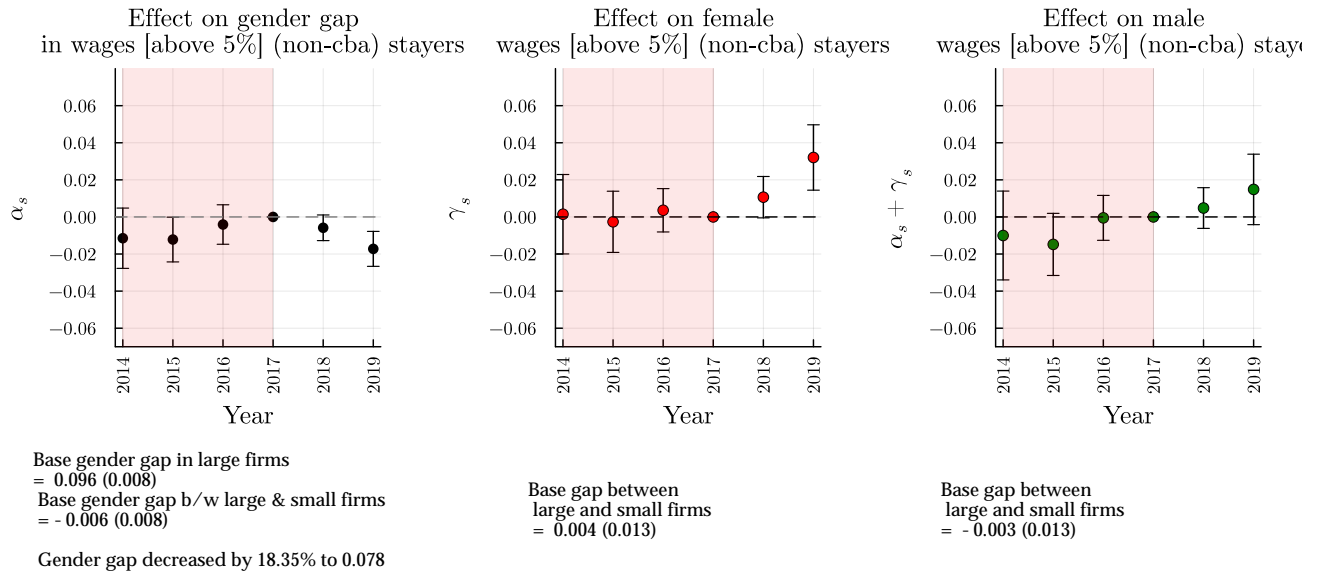 Effect on gender gap
in wages [above 5%] (non-cba) stayers
0.06
0.04
0.02
0.00
−0.02
−0.04
−0.06
α_s
2014
2015
2016
2017
2018
2019
Year
Base gender gap in large firms
= 0.096 (0.008)
Base gender gap b/w large & small firms
= - 0.006 (0.008)
Gender gap decreased by 18.35% to 0.078
Effect on female
wages [above 5%] (non-cba) stayers
0.06
0.04
0.02
0.00
−0.02
−0.04
−0.06
γ_s
2014
2015
2016
2017
2018
2019
Year
Base gap between
large and small firms
= 0.004 (0.013)
Effect on male
wages [above 5%] (non-cba) stay
0.06
0.04
0.02
0.00
−0.02
−0.04
−0.06
α_s + γ_s
2014
2015
2016
2017
2018
2019
Year
Base gap between
large and small firms
= - 0.003 (0.013)